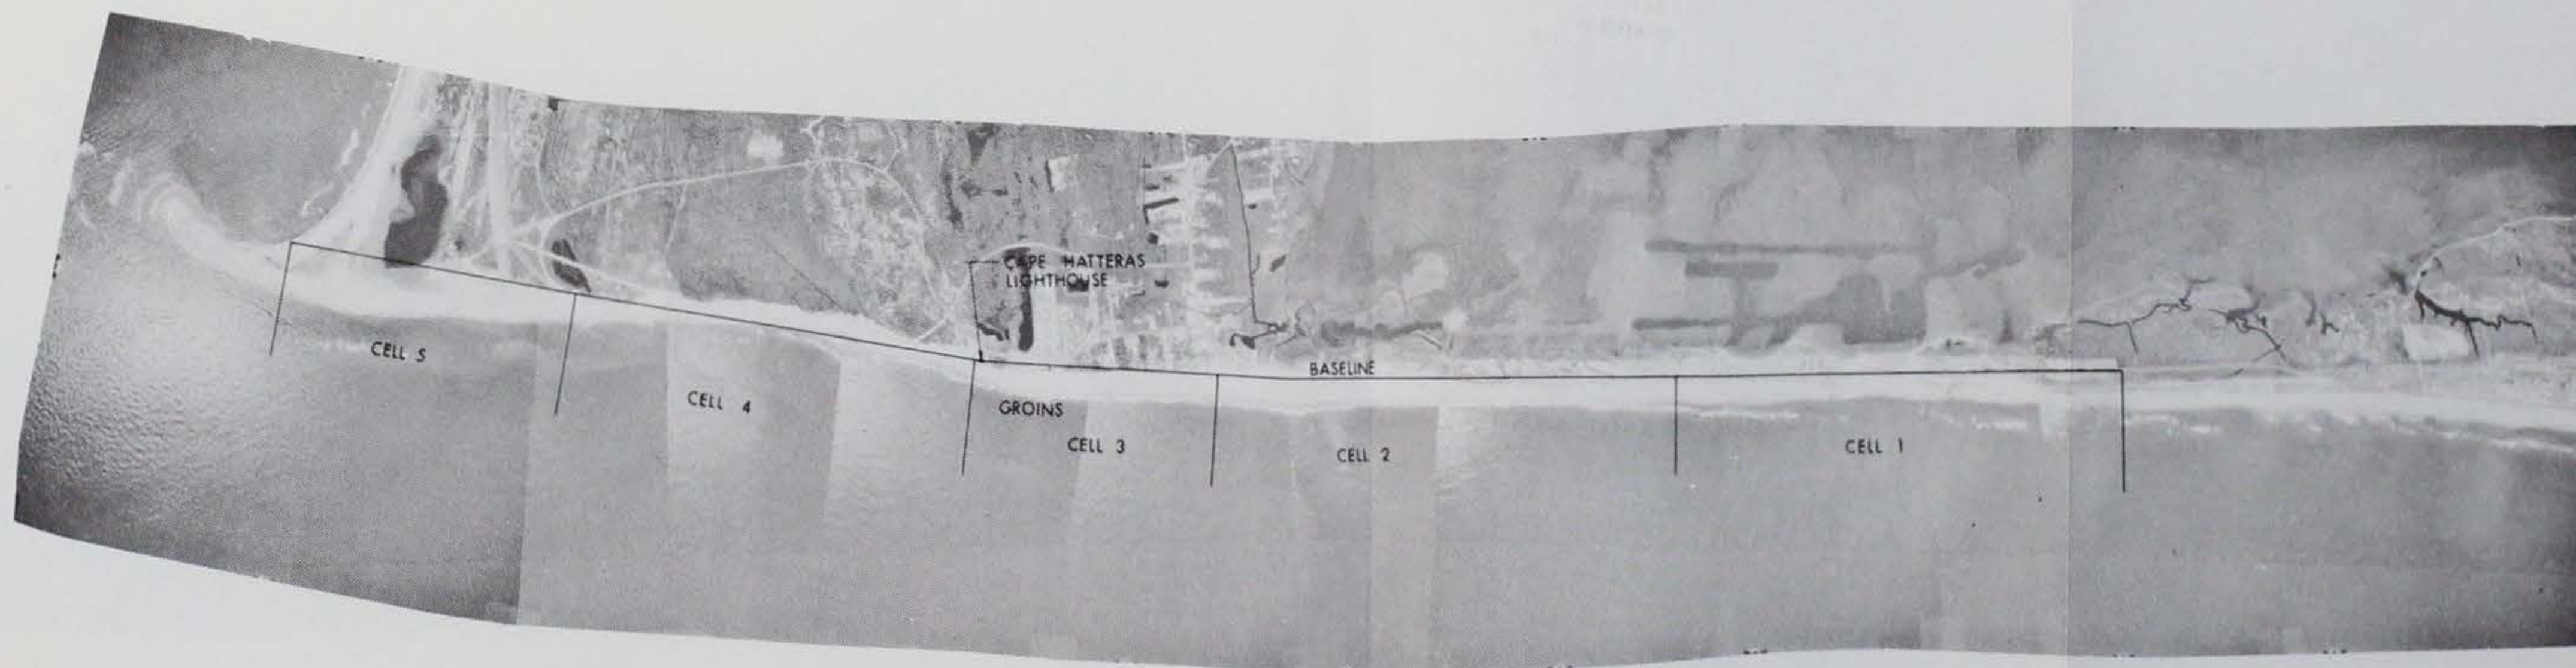 CAPE HATTERAS
LIGHTHOUSE
BASELINE
CELL 5
CELL 4
GROINS
CELL 3
CELL 2
CELL 1